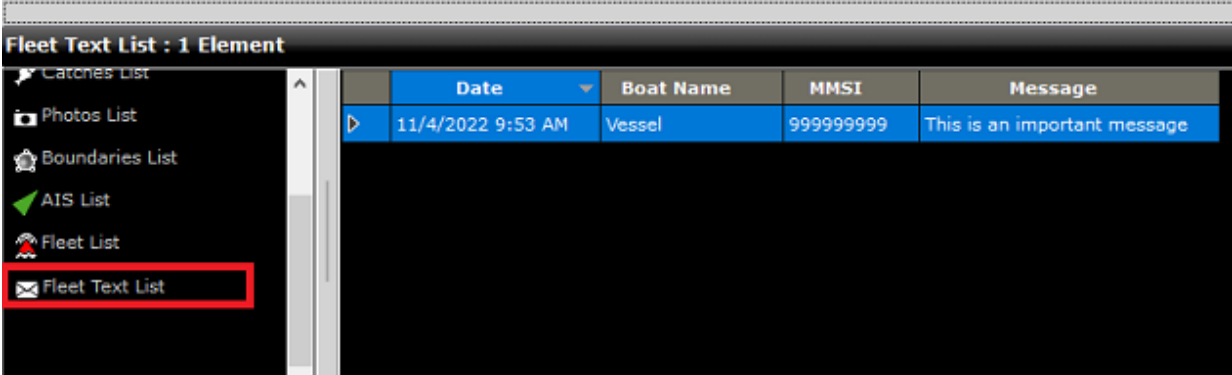 Fleet Text List : 1 Element
Catches List
Photos List
Boundaries List
AIS List
Fleet List
Fleet Text List
Date Boat Name MMSI Message
11/4/2022 9:53 AM Vessel 999999999 This is an important message